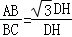 AB/BC = √3DH/DH